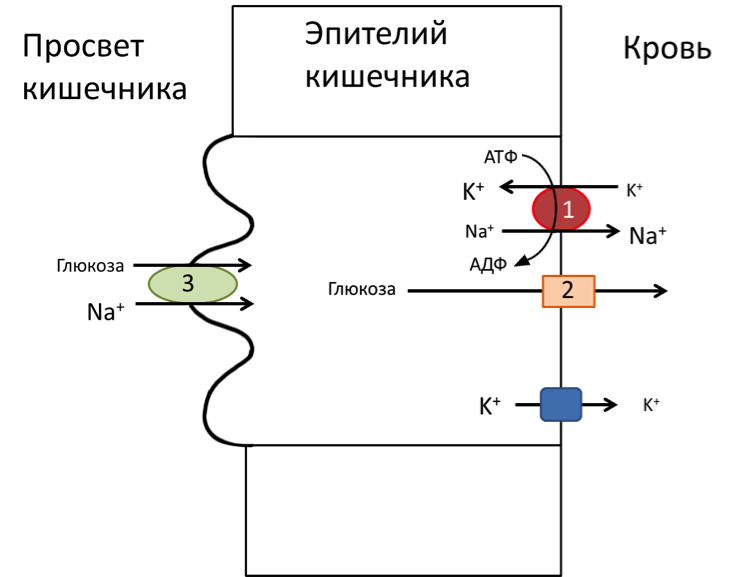 Просвет
кишечника
Эпителий
кишечника
Кровь
АТФ
K⁺
K⁺
1
Na⁺
Na⁺
АДФ
Глюкоза
3
Na⁺
Глюкоза
2
K⁺
K⁺